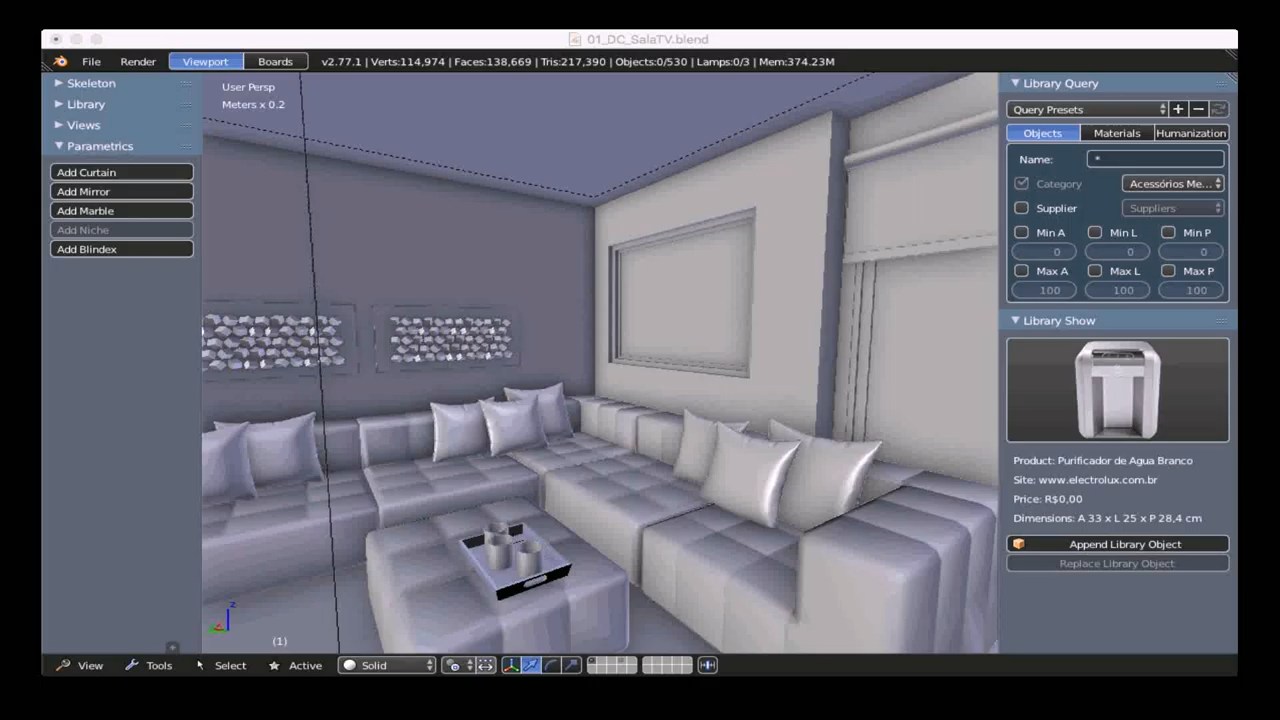 01_DC_SalaTV.blend
File Render Viewport Boards v2.77.1 | Verts:114,974 | Faces:138,669 | Tris:217,390 | Objects:0/530 | Lamps:0/3 | Mem:374.23M
Skeleton
Library
Views
Parametrics
Add Curtain
Add Mirror
Add Marble
Add Niche
Add Blindex
User Persp
Meters x 0.2
z
(1)
Library Query
Query Presets
Objects Materials Humanization
Name: *
Category Acessórios Me...
Supplier Suppliers
Min A Min L Min P
0 0 0
Max A Max L Max P
100 100 100
Library Show
Product: Purificador de Agua Branco
Site: www.electrolux.com.br
Price: R$0,00
Dimensions: A 33 x L 25 x P 28,4 cm
Append Library Object
Replace Library Object
View Tools Select Active Solid